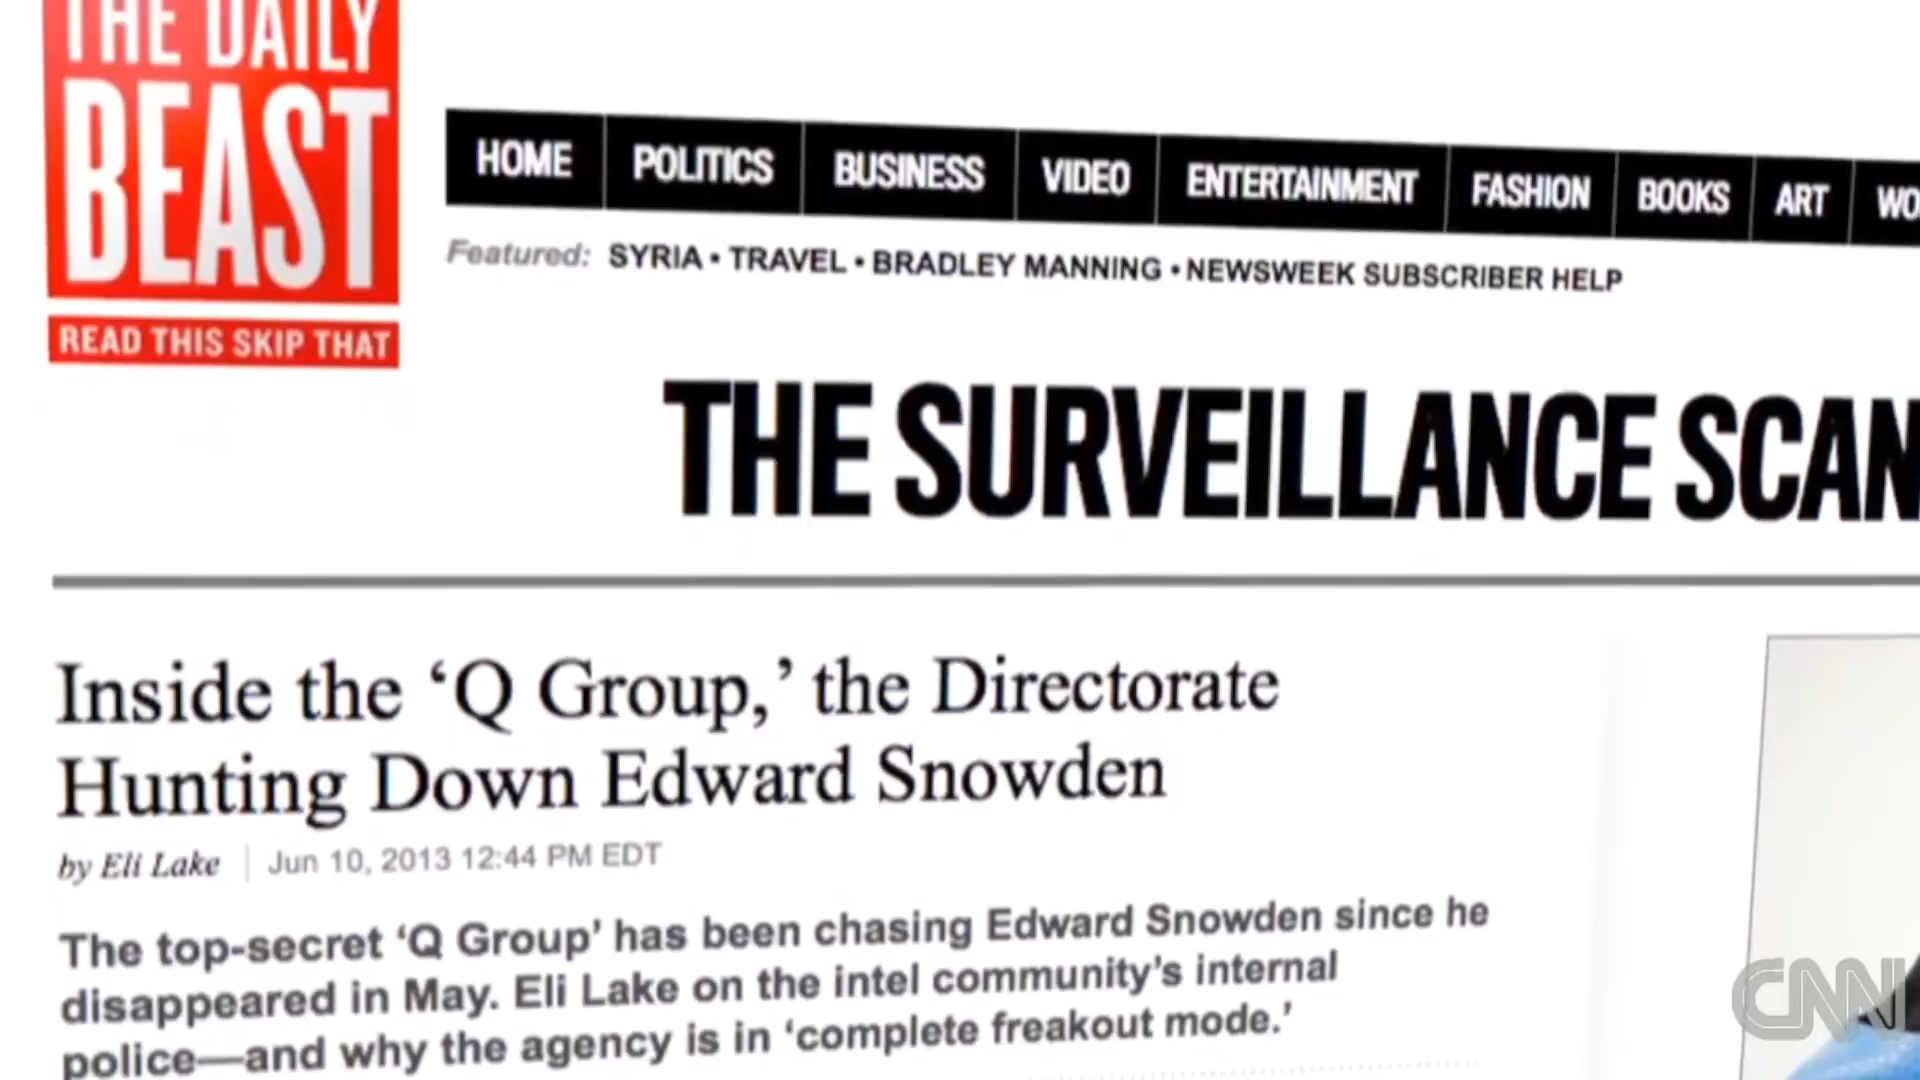 THE DAILY
BEAST
READ THIS SKIP THAT
HOME POLITICS BUSINESS VIDEO ENTERTAINMENT FASHION BOOKS ART WO
Featured: SYRIA • TRAVEL • BRADLEY MANNING • NEWSWEEK SUBSCRIBER HELP
THE SURVEILLANCE SCAN
Inside the ‘Q Group,’ the Directorate
Hunting Down Edward Snowden
by Eli Lake | Jun 10, 2013 12:44 PM EDT
The top-secret ‘Q Group’ has been chasing Edward Snowden since he
disappeared in May. Eli Lake on the intel community’s internal
police—and why the agency is in ‘complete freakout mode.’
CNN